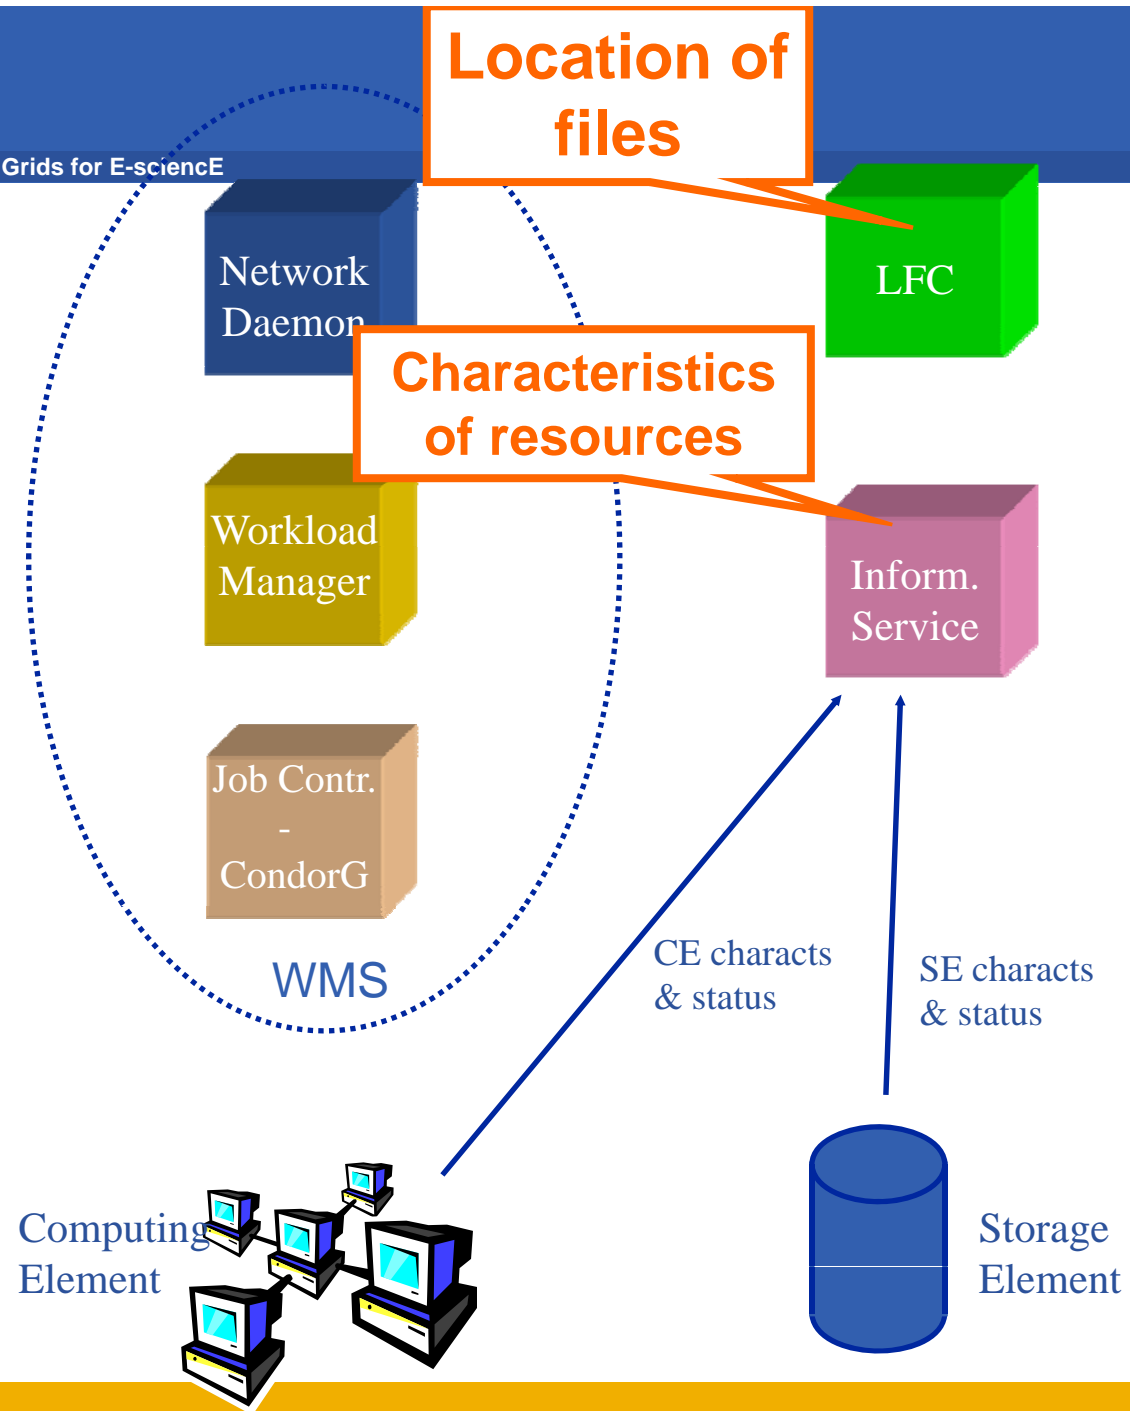 Location of
files
Grids for E-sciencE
Network
Daemon
LFC
Characteristics
of resources
Workload
Manager
Inform.
Service
Job Contr.
-
CondorG
WMS
CE characts
& status
SE characts
& status
Computing
Element
Storage
Element